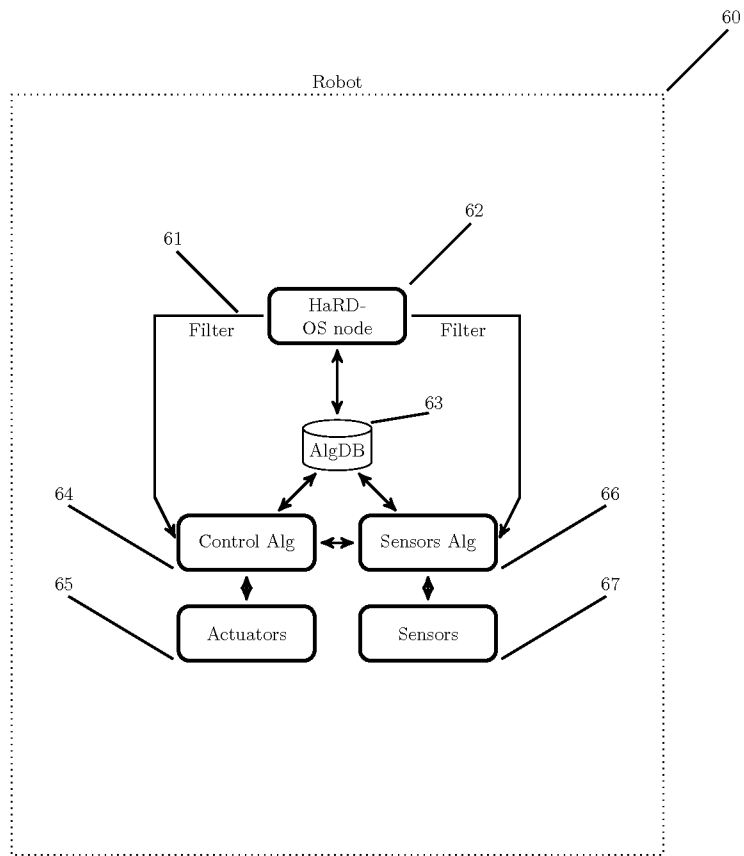 60
Robot
62
61
HaRD-
OS node
Filter
Filter
63
AlgDB
64
66
Control Alg
Sensors Alg
65
67
Actuators
Sensors